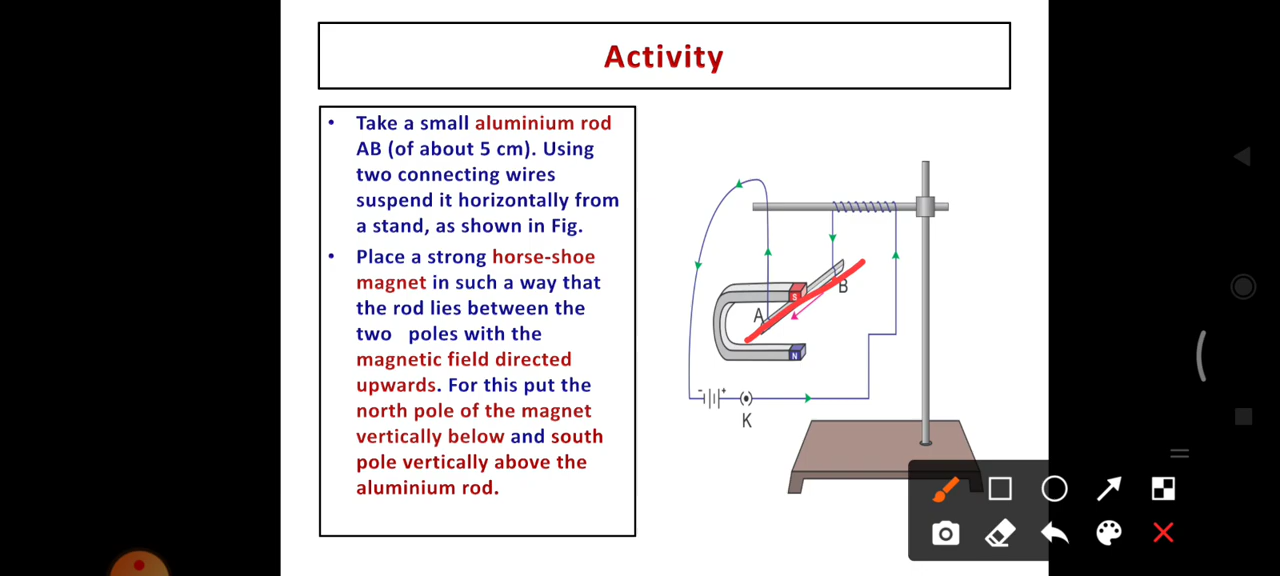 Activity
• Take a small aluminium rod
AB (of about 5 cm). Using
two connecting wires
suspend it horizontally from
a stand, as shown in Fig.
• Place a strong horse-shoe
magnet in such a way that
the rod lies between the
two poles with the
magnetic field directed
upwards. For this put the
north pole of the magnet
vertically below and south
pole vertically above the
aluminium rod.
S
B
A
N
- +
K